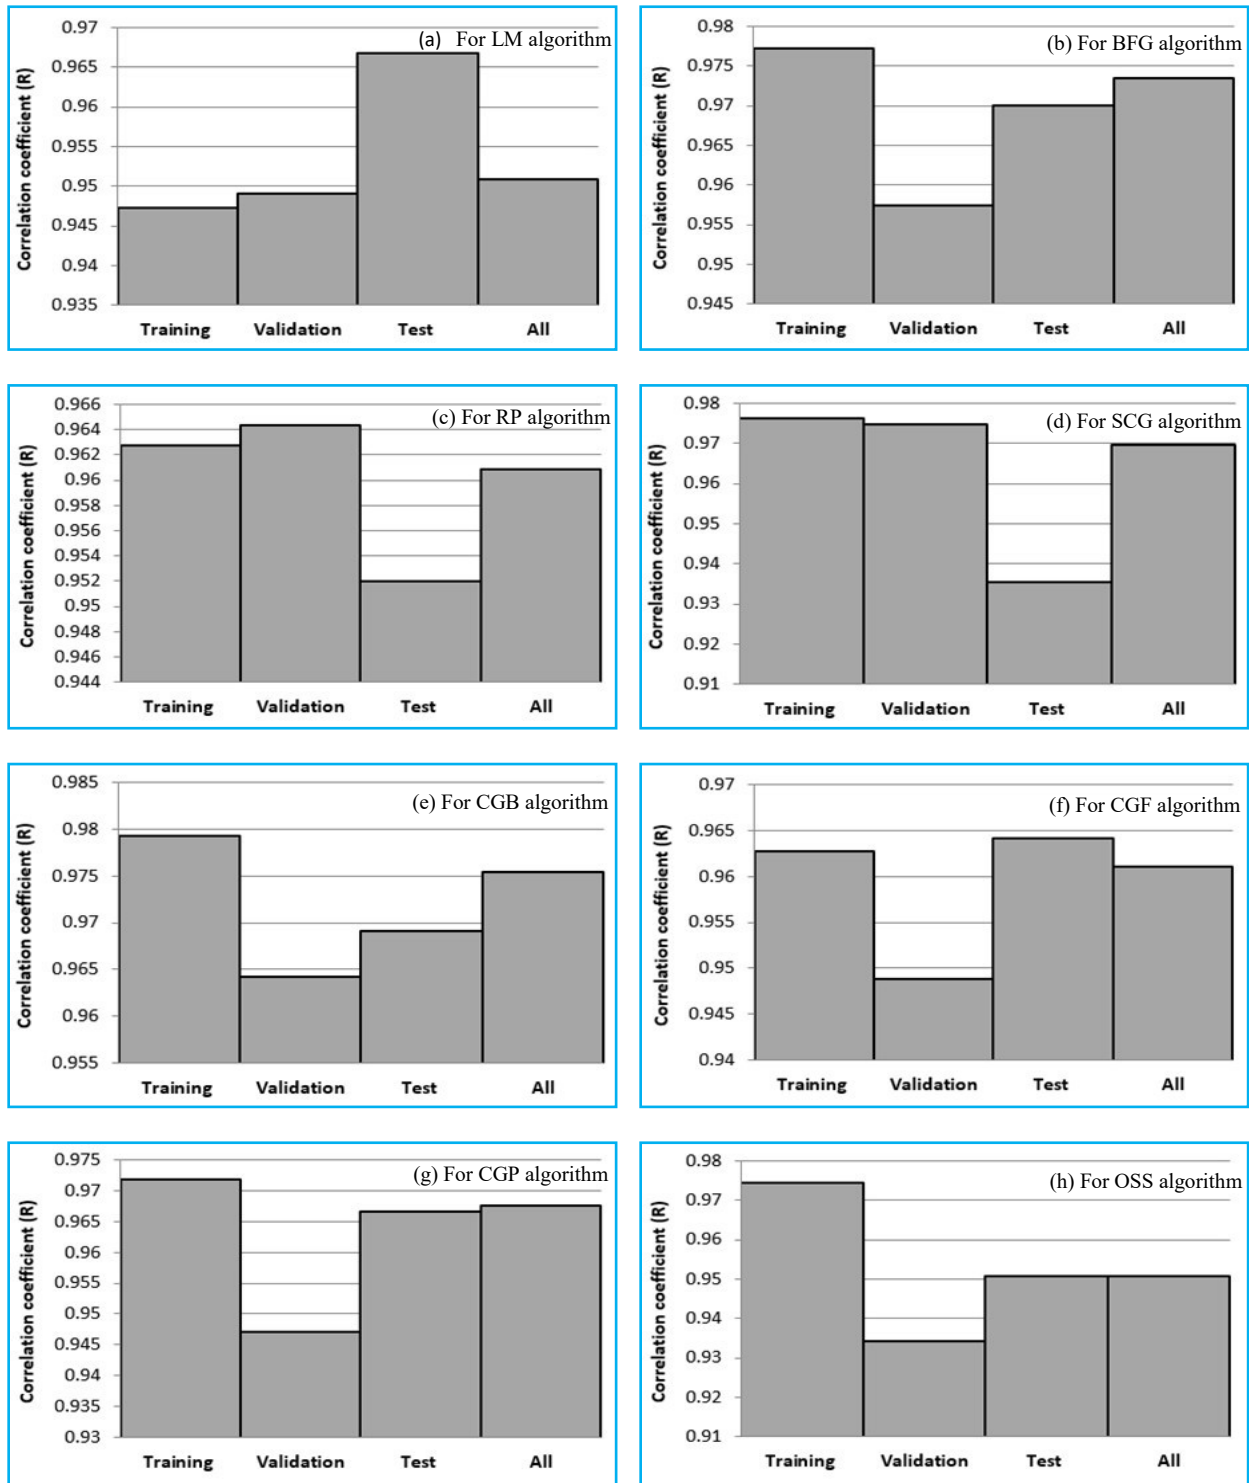 (a) For LM algorithm
Correlation coefficient (R)
0.97
0.965
0.96
0.955
0.95
0.945
0.94
0.935
Training Validation Test All
(b) For BFG algorithm
Correlation coefficient (R)
0.98
0.975
0.97
0.965
0.96
0.955
0.95
0.945
Training Validation Test All
(c) For RP algorithm
Correlation coefficient (R)
0.966
0.964
0.962
0.96
0.958
0.956
0.954
0.952
0.95
0.948
0.946
0.944
Training Validation Test All
(d) For SCG algorithm
Correlation coefficient (R)
0.98
0.97
0.96
0.95
0.94
0.93
0.92
0.91
Training Validation Test All
(e) For CGB algorithm
Correlation coefficient (R)
0.985
0.98
0.975
0.97
0.965
0.96
0.955
Training Validation Test All
(f) For CGF algorithm
Correlation coefficient (R)
0.97
0.965
0.96
0.955
0.95
0.945
0.94
Training Validation Test All
(g) For CGP algorithm
Correlation coefficient (R)
0.975
0.97
0.965
0.96
0.955
0.95
0.945
0.94
0.935
0.93
Training Validation Test All
(h) For OSS algorithm
Correlation coefficient (R)
0.98
0.97
0.96
0.95
0.94
0.93
0.92
0.91
Training Validation Test All